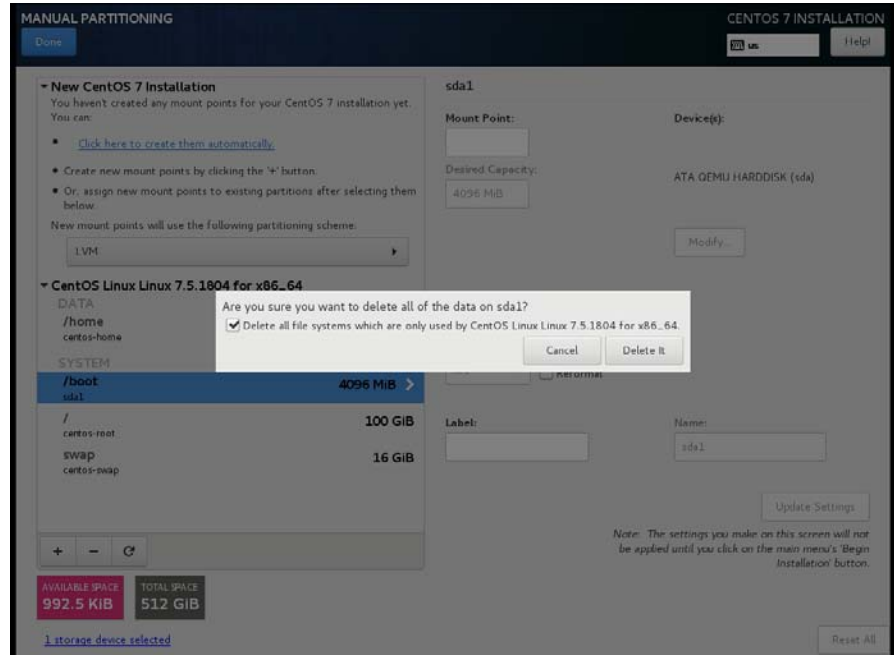 MANUAL PARTITIONING
CENTOS 7 INSTALLATION
Done
us
Help!
New CentOS 7 Installation
You haven't created any mount points for your CentOS 7 installation yet.
You can:
Click here to create them automatically.
Create new mount points by clicking the '+' button.
Or, assign new mount points to existing partitions after selecting them
below.
New mount points will use the following partitioning scheme:
LVM
CentOS Linux Linux 7.5.1804 for x86_64
DATA
/home
centos-home
SYSTEM
/boot
4096 MiB
sda1
/
100 GiB
centos-root
swap
16 GiB
centos-swap
+ −
AVAILABLE SPACE
992.5 KiB
TOTAL SPACE
512 GiB
1 storage device selected
sda1
Mount Point:
Device(s):
Desired Capacity:
4096 MiB
ATA QEMU HARDDISK (sda)
Modify...
Are you sure you want to delete all of the data on sda1?
Delete all file systems which are only used by CentOS Linux Linux 7.5.1804 for x86_64.
Cancel
Delete It
Reformat
Label:
Name:
sda1
Update Settings
Note: The settings you make on this screen will not
be applied until you click on the main menu's 'Begin
Installation' button.
Reset All